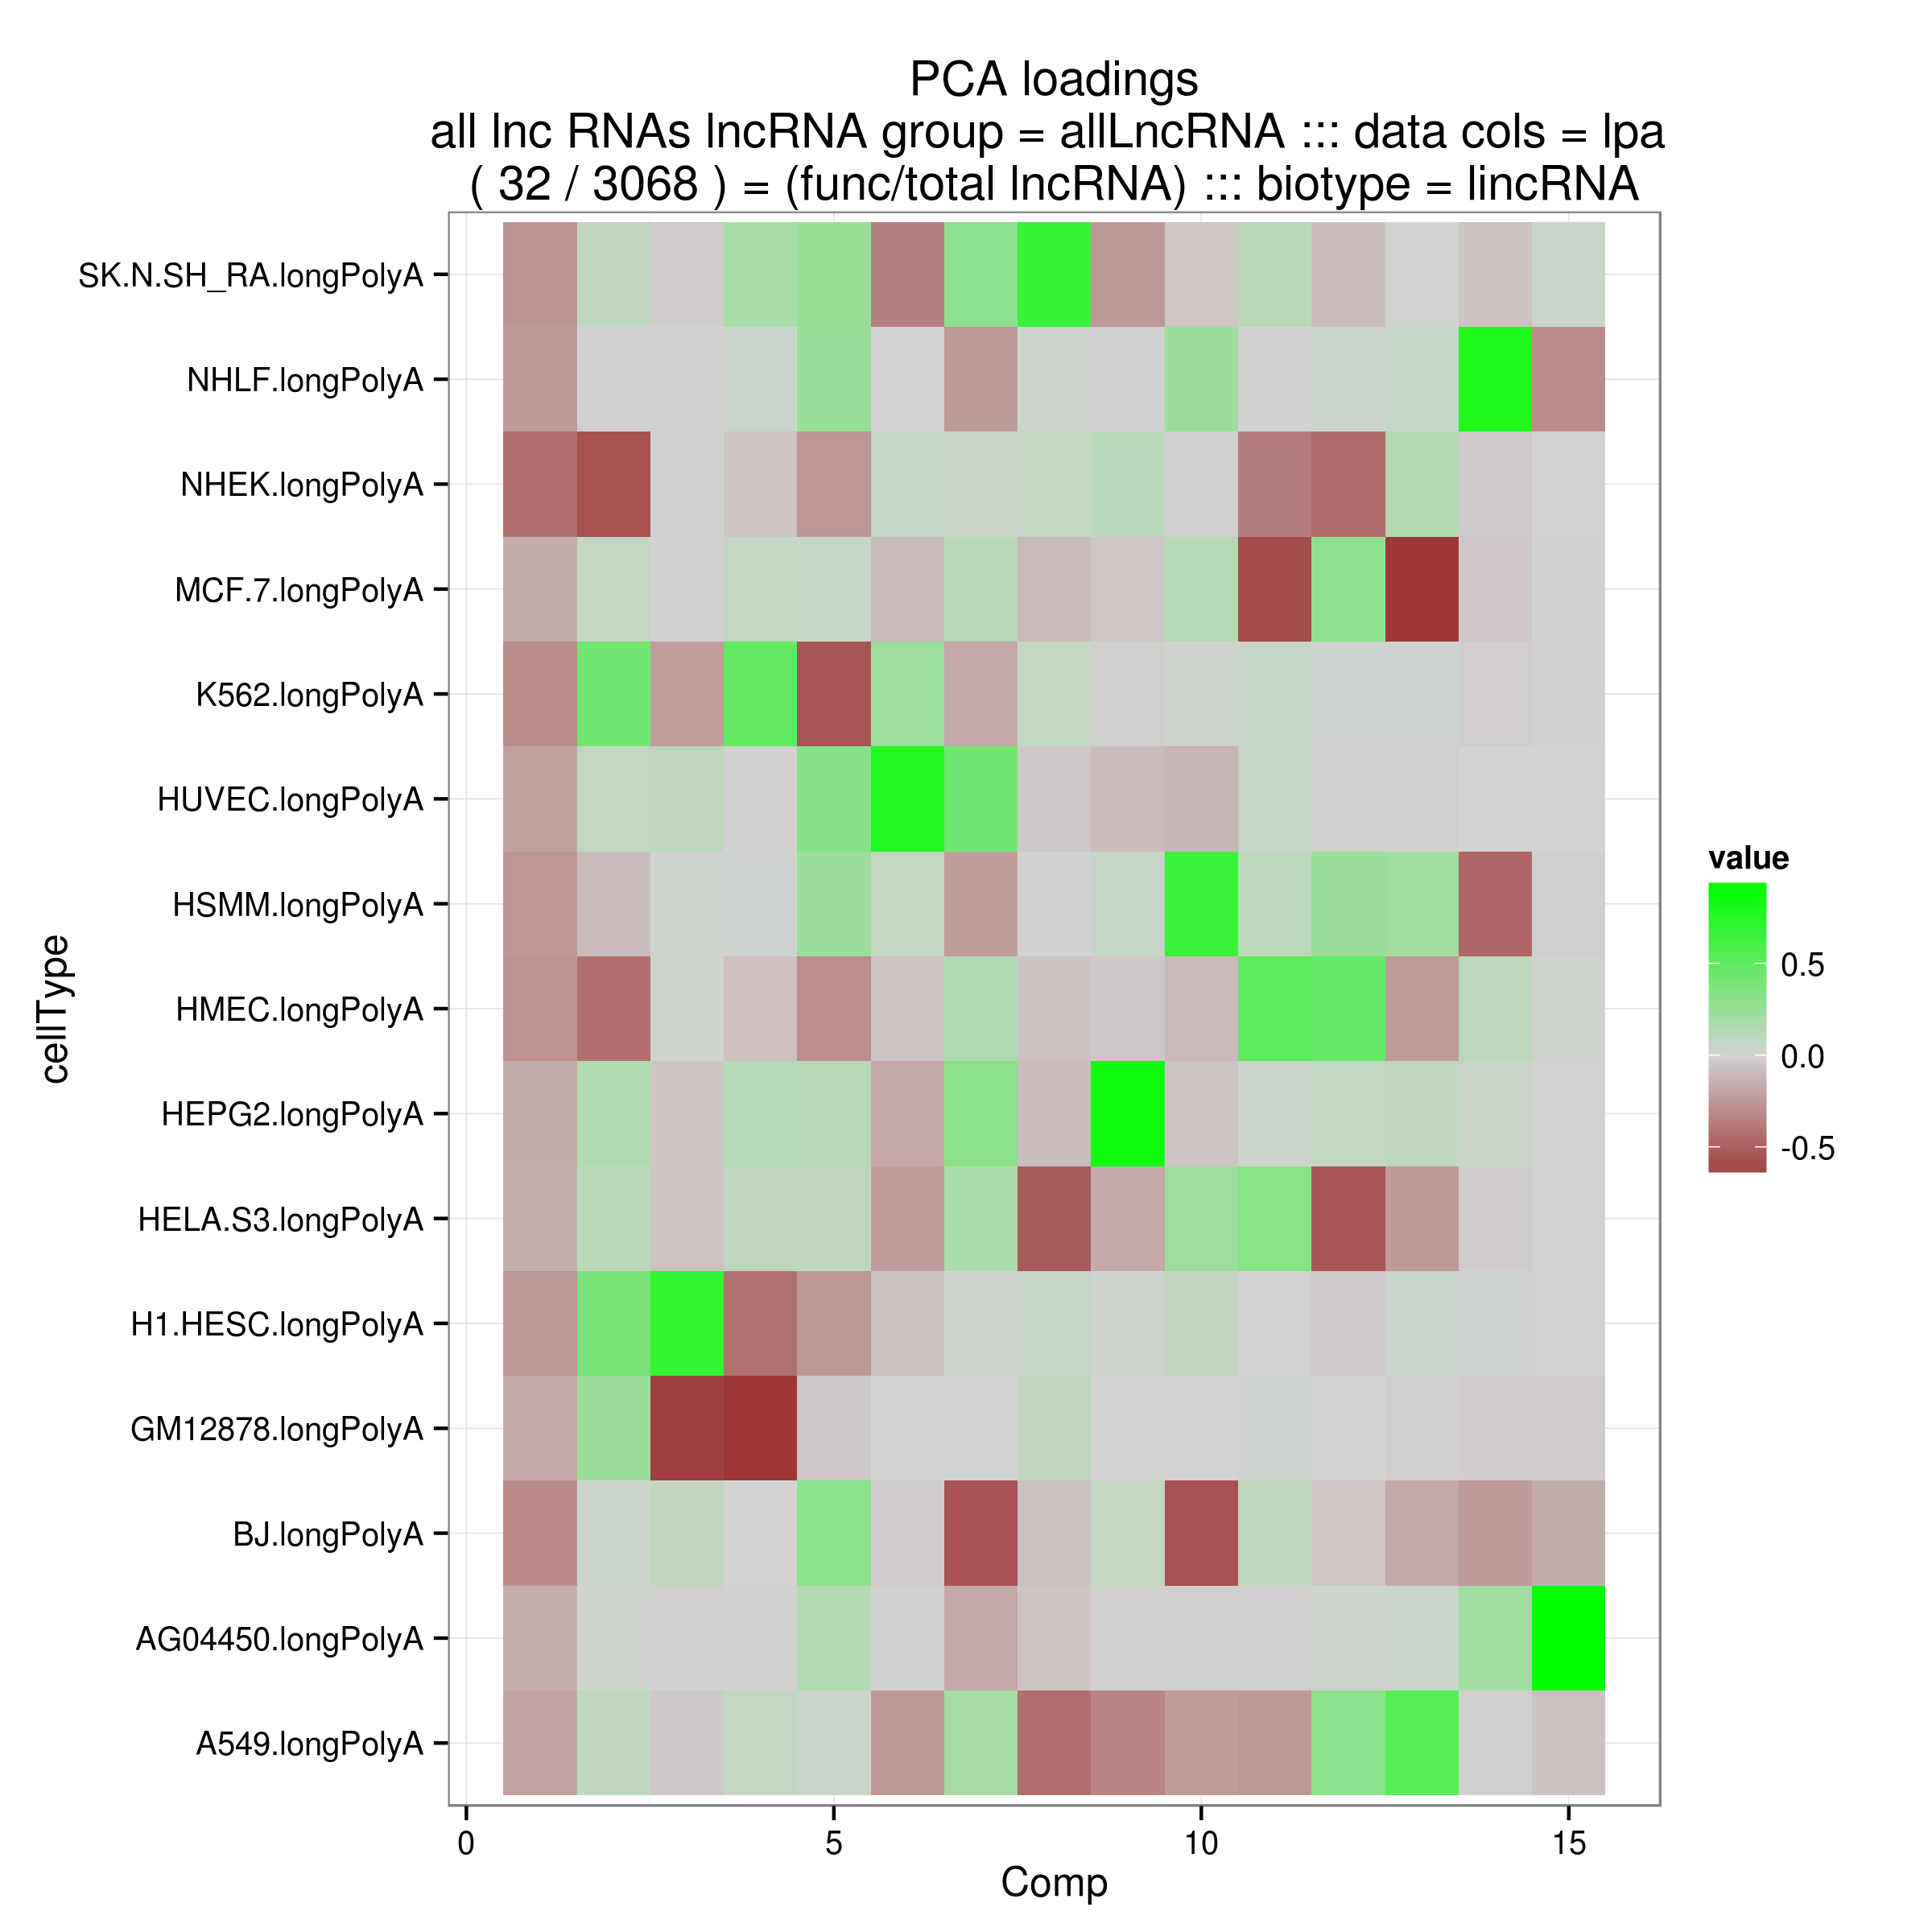 PCA loadings
all lnc RNAs lncRNA group = allLncRNA ::: data cols = lpa
( 32 / 3068 ) = (func/total lncRNA) ::: biotype = lincRNA
SK.N.SH_RA.longPolyA
NHLF.longPolyA
NHEK.longPolyA
MCF.7.longPolyA
K562.longPolyA
HUVEC.longPolyA
HSMM.longPolyA
HMEC.longPolyA
HEPG2.longPolyA
HELA.S3.longPolyA
H1.HESC.longPolyA
GM12878.longPolyA
BJ.longPolyA
AG04450.longPolyA
A549.longPolyA
cellType
0 5 10 15
Comp
value
0.5
0.0
-0.5